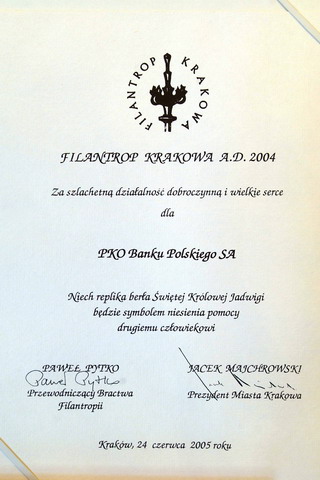 FILANTROP KRAKOWA
FILANTROP KRAKOWA A.D. 2004
Za szlachetną działalność dobroczynną i wielkie serce
dla
PKO Banku Polskiego SA
Niech replika berła Świętej Królowej Jadwigi
będzie symbolem niesienia pomocy
drugiemu człowiekowi
PAWEŁ PYTKO
Paweł Pytko
Przewodniczący Bractwa
Filantropii
JACEK MAJCHROWSKI
Prezydent Miasta Krakowa
Kraków, 24 czerwca 2005 roku